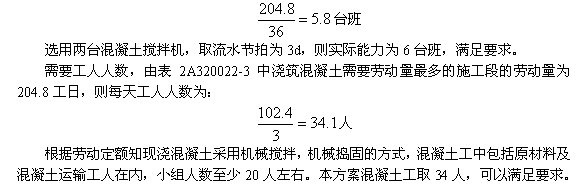 204.8/36=5.8台班
选用两台混凝土搅拌机，取流水节拍为3d，则实际能力为6台班，满足要求。
需要工人人数，由表 2A320022-3 中浇筑混凝土需要劳动量最多的施工段的劳动量为
204.8工日，则每天工人人数为：
102.4/3=34.1人
根据劳动定额知现浇混凝土采用机械搅拌，机械捣固的方式，混凝土工中包括原材料及
混凝土运输工人在内，小组人数至少20人左右。本方案混凝土工取34人，可以满足要求。